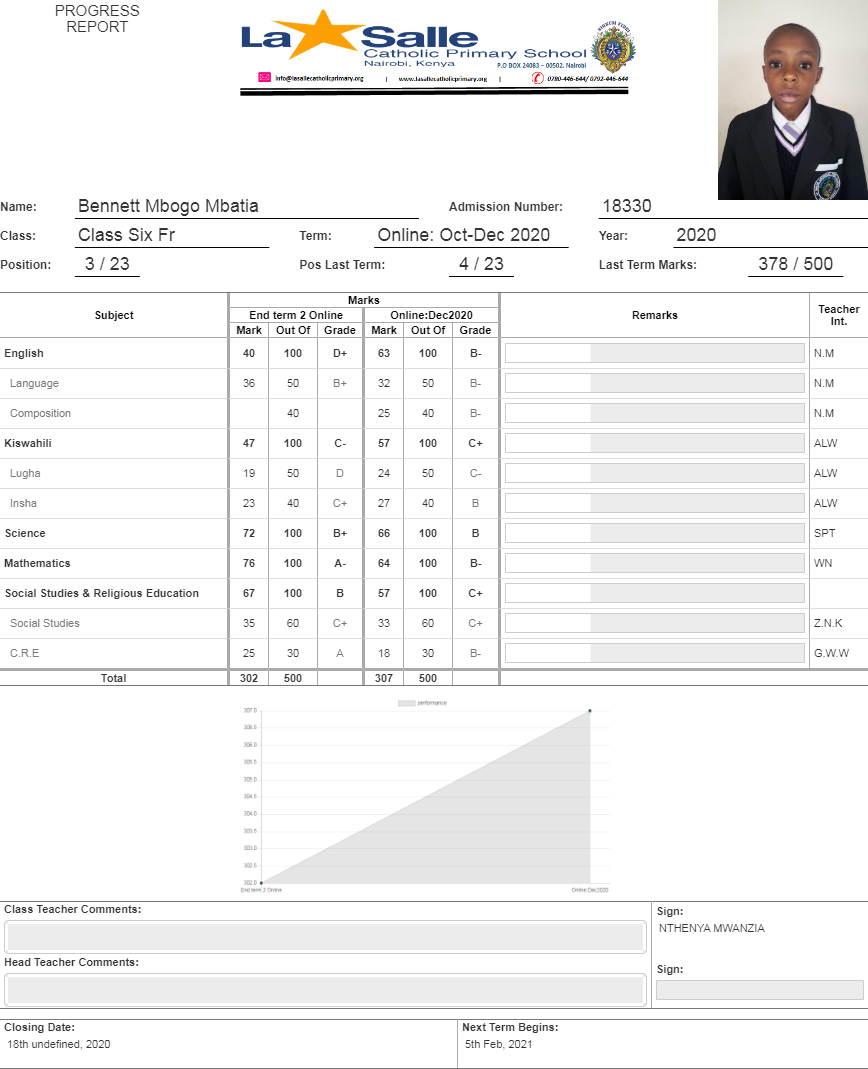 PROGRESS
REPORT
La Salle
Catholic Primary School
Nairobi, Kenya
P.O BOX 24083 – 00502, Nairobi
info@lasallecatholicprimary.org | www.lasallecatholicprimary.org | 0780-446-644/ 0792-446-644
Name: Bennett Mbogo Mbatia Admission Number: 18330
Class: Class Six Fr Term: Online: Oct-Dec 2020 Year: 2020
Position: 3 / 23 Pos Last Term: 4 / 23 Last Term Marks: 378 / 500
Subject Marks Remarks Teacher Int.
End term 2 Online Online:Dec2020
Mark Out Of Grade Mark Out Of Grade
English 40 100 D+ 63 100 B- N.M
Language 36 50 B+ 32 50 B- N.M
Composition 40 25 40 B- N.M
Kiswahili 47 100 C- 57 100 C+ ALW
Lugha 19 50 D 24 50 C- ALW
Insha 23 40 C+ 27 40 B ALW
Science 72 100 B+ 66 100 B SPT
Mathematics 76 100 A- 64 100 B- WN
Social Studies & Religious Education 67 100 B 57 100 C+
Social Studies 35 60 C+ 33 60 C+ Z.N.K
C.R.E 25 30 A 18 30 B- G.W.W
Total 302 500 307 500
performance
307.0
306.5
306.0
305.5
305.0
304.5
304.0
303.5
303.0
302.5
302.0
End term 2 Online Online:Dec2020
Class Teacher Comments: Sign:
NTHENYA MWANZIA
Head Teacher Comments: Sign:
Closing Date: Next Term Begins:
18th undefined, 2020 5th Feb, 2021